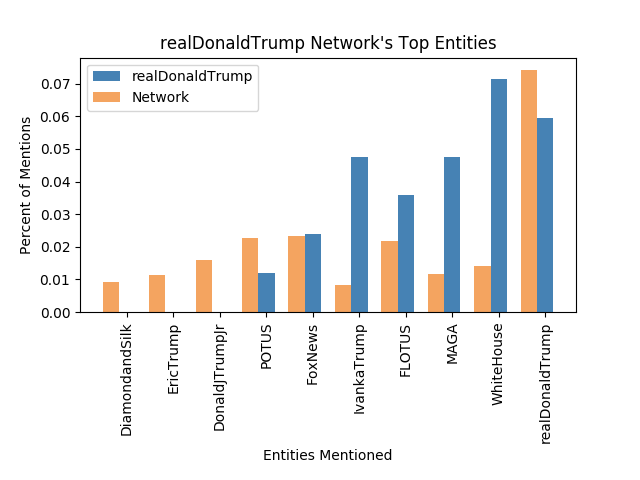 realDonaldTrump Network's Top Entities
realDonaldTrump
Network
Percent of Mentions
0.07
0.06
0.05
0.04
0.03
0.02
0.01
0.00
DiamondandSilk
EricTrump
DonaldJTrumpJr
POTUS
FoxNews
IvankaTrump
FLOTUS
MAGA
WhiteHouse
realDonaldTrump
Entities Mentioned